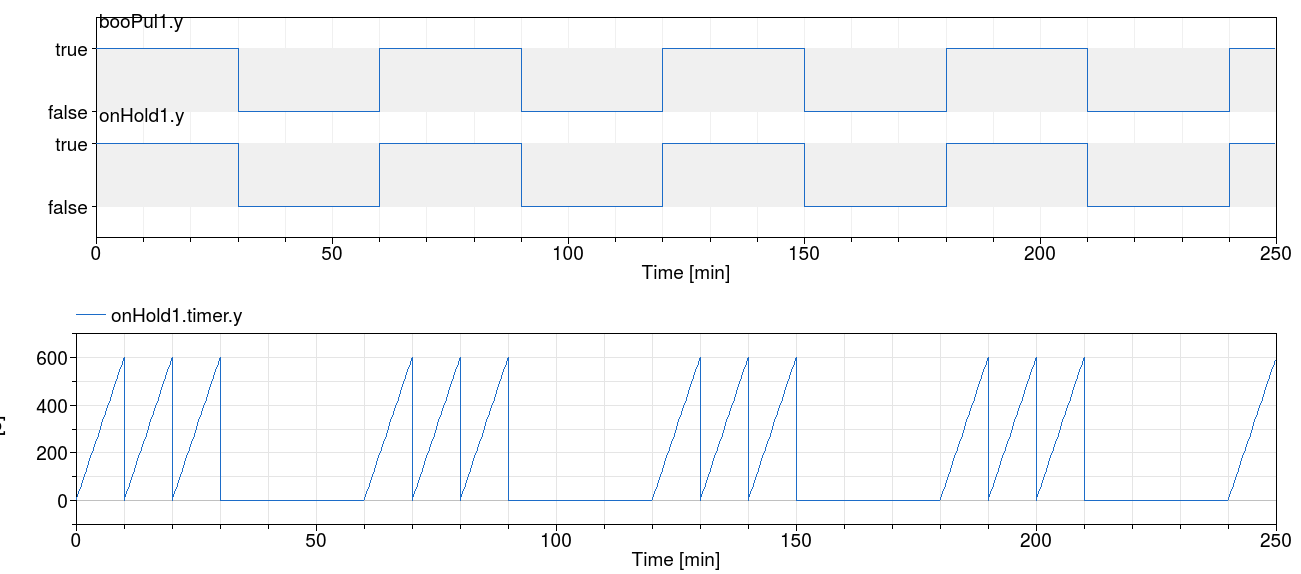 booPul1.y
true
false
onHold1.y
true
false
0 50 100 150 200 250
Time [min]
onHold1.timer.y
600
400
200
0
0 50 100 150 200 250
Time [min]